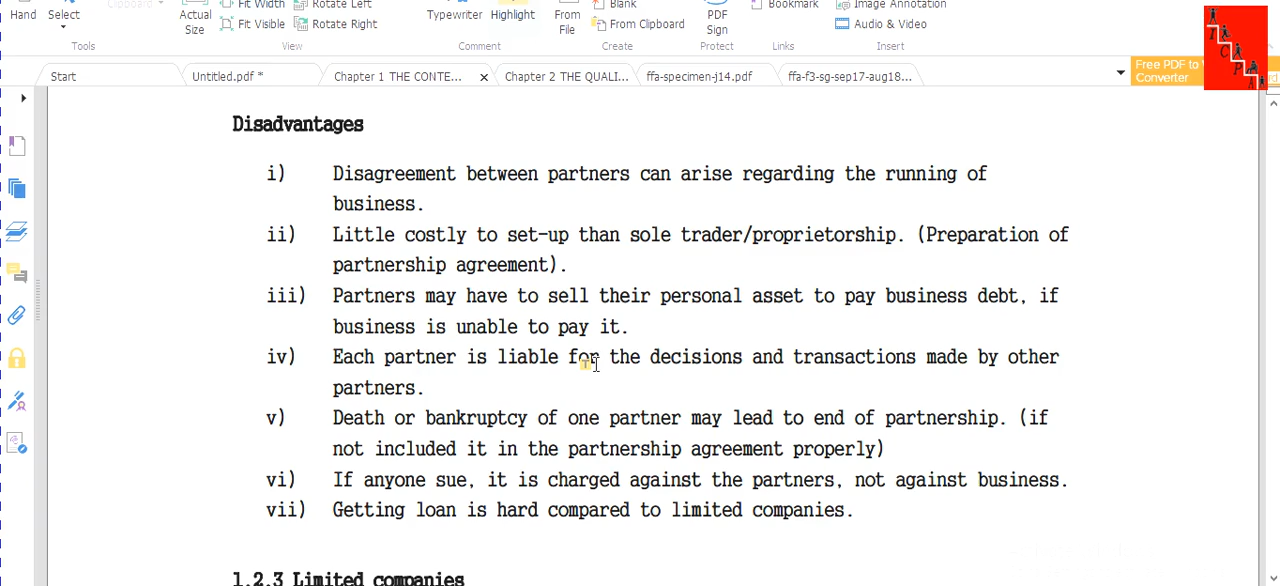 Fit Width
Rotate Left
Blank
Bookmark
Image Annotation
Hand
Select
Clipboard
Actual
Size
Fit Visible
Rotate Right
Typewriter
Highlight
From
File
From Clipboard
PDF
Sign
Audio & Video
Tools
View
Comment
Create
Protect
Links
Insert
Start
Untitled.pdf *
Chapter 1 THE CONTE...
Chapter 2 THE QUALI...
ffa-specimen-j14.pdf
ffa-f3-sg-sep17-aug18...
Free PDF to
Converter
T
C
P
A
Disadvantages
i) Disagreement between partners can arise regarding the running of
business.
ii) Little costly to set-up than sole trader/proprietorship. (Preparation of
partnership agreement).
iii) Partners may have to sell their personal asset to pay business debt, if
business is unable to pay it.
iv) Each partner is liable for the decisions and transactions made by other
partners.
v) Death or bankruptcy of one partner may lead to end of partnership. (if
not included it in the partnership agreement properly)
vi) If anyone sue, it is charged against the partners, not against business.
vii) Getting loan is hard compared to limited companies.
1.2.3 Limited companies